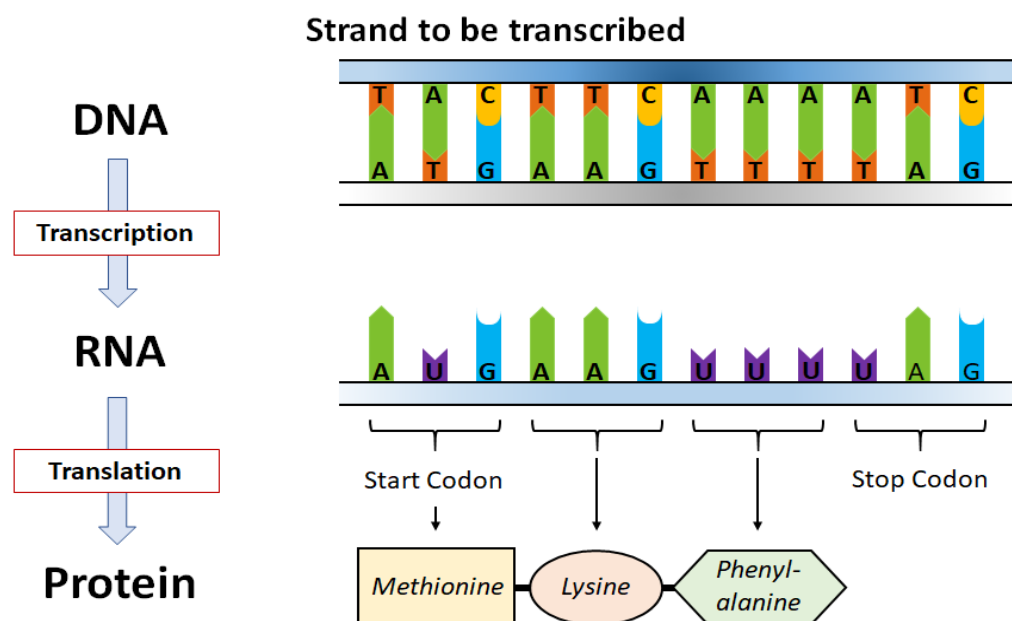 Strand to be transcribed
DNA
T A C T T C A A A A T C
A T G A A G T T T T A G
Transcription
RNA
A U G A A G U U U U A G
Start Codon
Stop Codon
Translation
Protein
Methionine
Lysine
Phenyl-
alanine